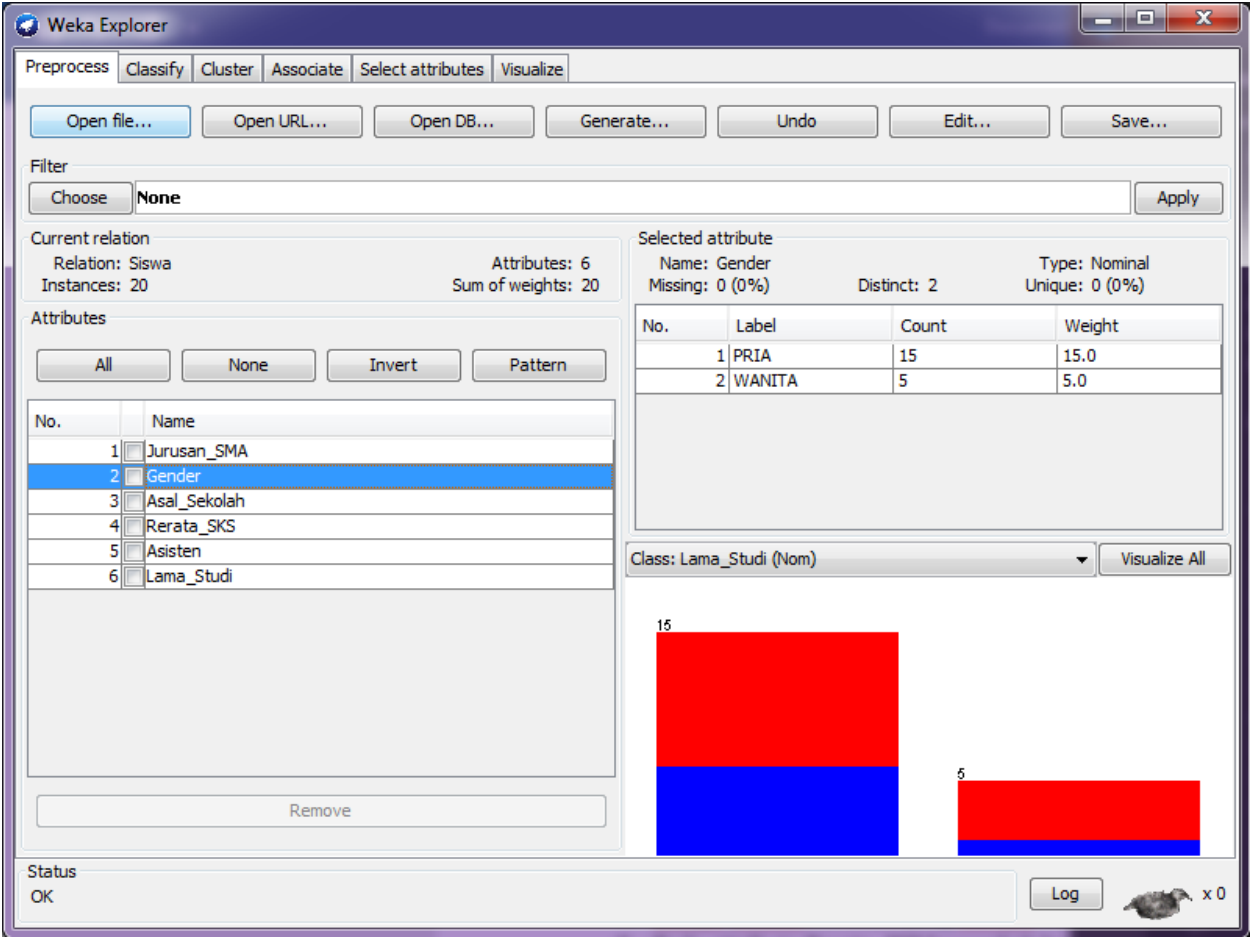 Weka Explorer
Preprocess Classify Cluster Associate Select attributes Visualize
Open file... Open URL... Open DB... Generate... Undo Edit... Save...
Filter
Choose None Apply
Current relation
Relation: Siswa Attributes: 6
Instances: 20 Sum of weights: 20
Attributes
All None Invert Pattern
No. Name
1 Jurusan_SMA
2 Gender
3 Asal_Sekolah
4 Rerata_SKS
5 Asisten
6 Lama_Studi
Remove
Selected attribute
Name: Gender Type: Nominal
Missing: 0 (0%) Distinct: 2 Unique: 0 (0%)
No. Label Count Weight
1 PRIA 15 15.0
2 WANITA 5 5.0
Class: Lama_Studi (Nom) Visualize All
15
5
Status
OK
Log x 0